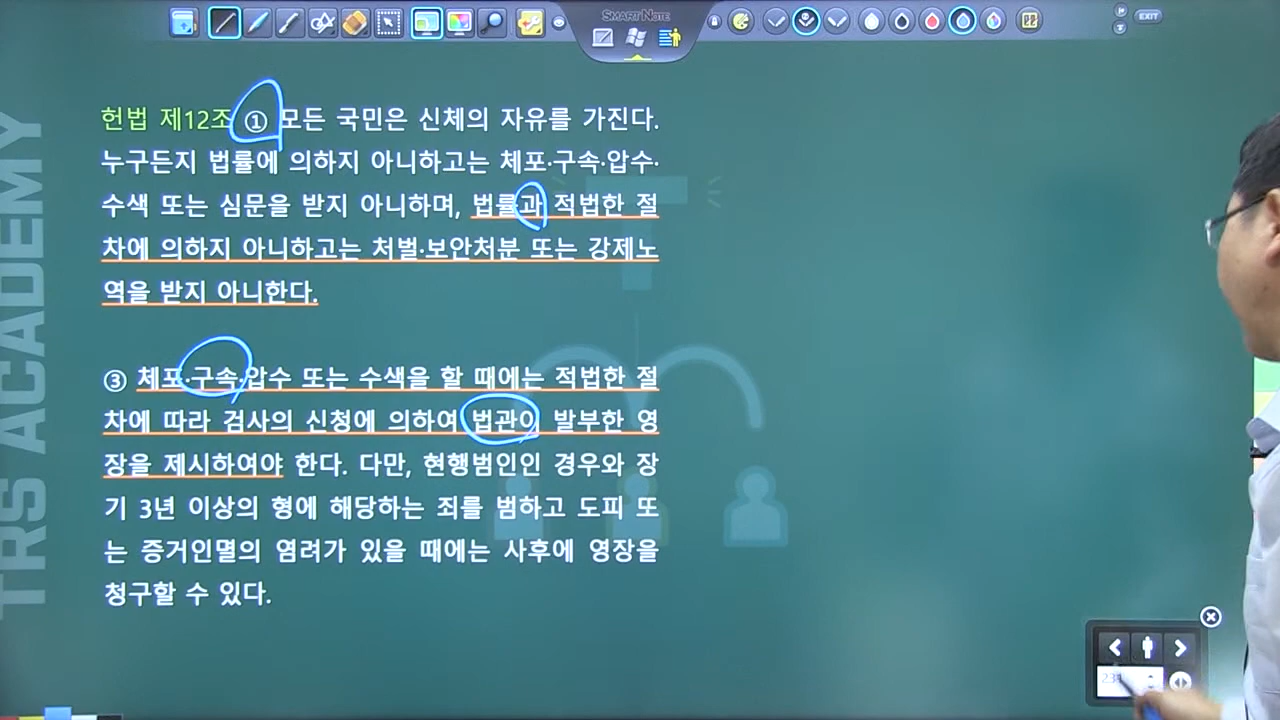 SMART NOTE
EXIT
헌법 제12조 ① 모든 국민은 신체의 자유를 가진다.
누구든지 법률에 의하지 아니하고는 체포·구속·압수·
수색 또는 심문을 받지 아니하며, 법률과 적법한 절
차에 의하지 아니하고는 처벌·보안처분 또는 강제노
역을 받지 아니한다.
③ 체포·구속·압수 또는 수색을 할 때에는 적법한 절
차에 따라 검사의 신청에 의하여 법관이 발부한 영
장을 제시하여야 한다. 다만, 현행범인인 경우와 장
기 3년 이상의 형에 해당하는 죄를 범하고 도피 또
는 증거인멸의 염려가 있을 때에는 사후에 영장을
청구할 수 있다.
TRS ACADEMY